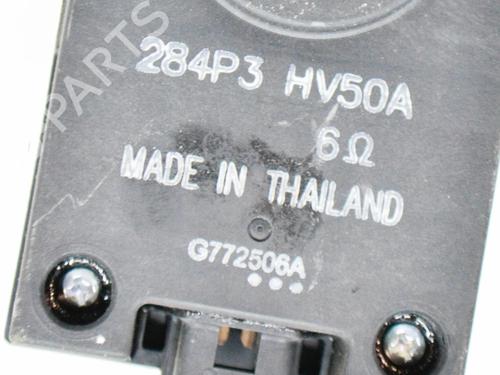 PARTS
284P3 HV50A
6Ω
MADE IN THAILAND
G772506A